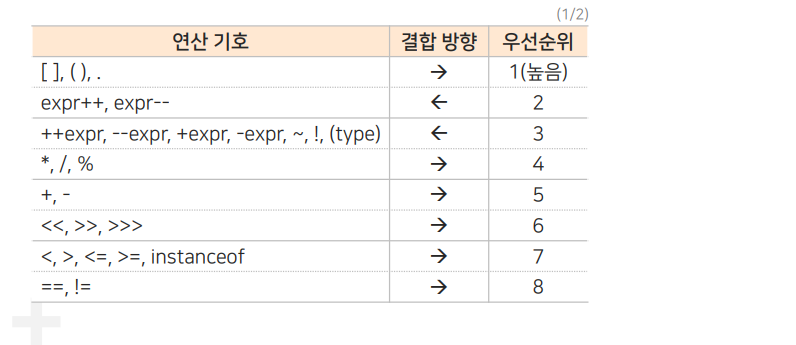 (1/2)
연산 기호 결합 방향 우선순위
[ ], ( ), . → 1(높음)
expr++, expr-- ← 2
++expr, --expr, +expr, -expr, ~, !, (type) ← 3
*, /, % → 4
+, - → 5
<<, >>, >>> → 6
<, >, <=, >=, instanceof → 7
==, != → 8